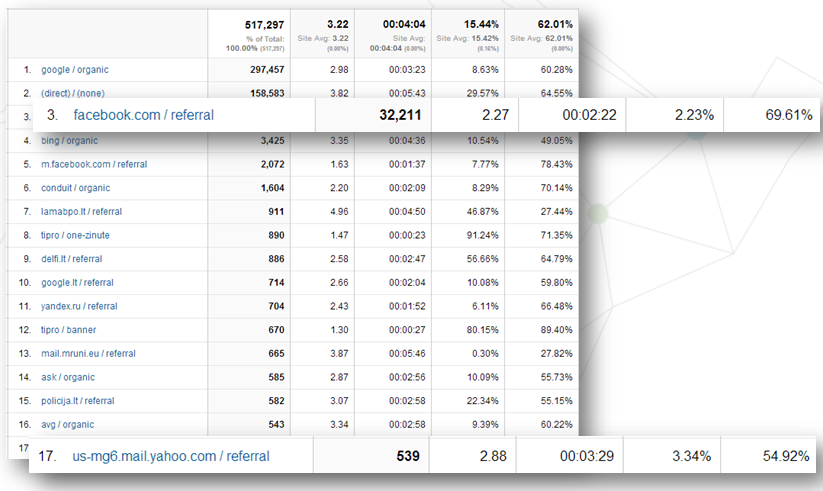 517,297 3.22 00:04:04 15.44% 62.01%
% of Total: Site Avg: 3.22 Site Avg: Site Avg: 15.42% Site Avg: 62.01%
100.00% (517,297) (0.00%) 00:04:04 (0.00%) (0.16%) (0.00%)
1. google / organic 297,457 2.98 00:03:23 8.63% 60.28%
2. (direct) / (none) 158,583 3.82 00:05:43 29.57% 64.55%
3. 3. facebook.com / referral 32,211 2.27 00:02:22 2.23% 69.61%
4. bing / organic 3,425 3.35 00:04:36 10.54% 49.05%
5. m.facebook.com / referral 2,072 1.63 00:01:37 7.77% 78.43%
6. conduit / organic 1,604 2.20 00:02:09 8.29% 70.14%
7. lamabpo.lt / referral 911 4.96 00:04:50 46.87% 27.44%
8. tipro / one-zinute 890 1.47 00:00:23 91.24% 71.35%
9. delfi.lt / referral 886 2.58 00:02:47 56.66% 64.79%
10. google.lt / referral 714 2.66 00:02:04 10.08% 59.80%
11. yandex.ru / referral 704 2.43 00:01:52 6.11% 66.48%
12. tipro / banner 670 1.30 00:00:27 80.15% 89.40%
13. mail.mruni.eu / referral 665 3.87 00:05:46 0.30% 27.82%
14. ask / organic 585 2.87 00:02:56 10.09% 55.73%
15. policija.lt / referral 582 3.07 00:02:58 22.34% 55.15%
16. avg / organic 543 3.34 00:02:58 9.39% 60.22%
17 17. us-mg6.mail.yahoo.com / referral 539 2.88 00:03:29 3.34% 54.92%